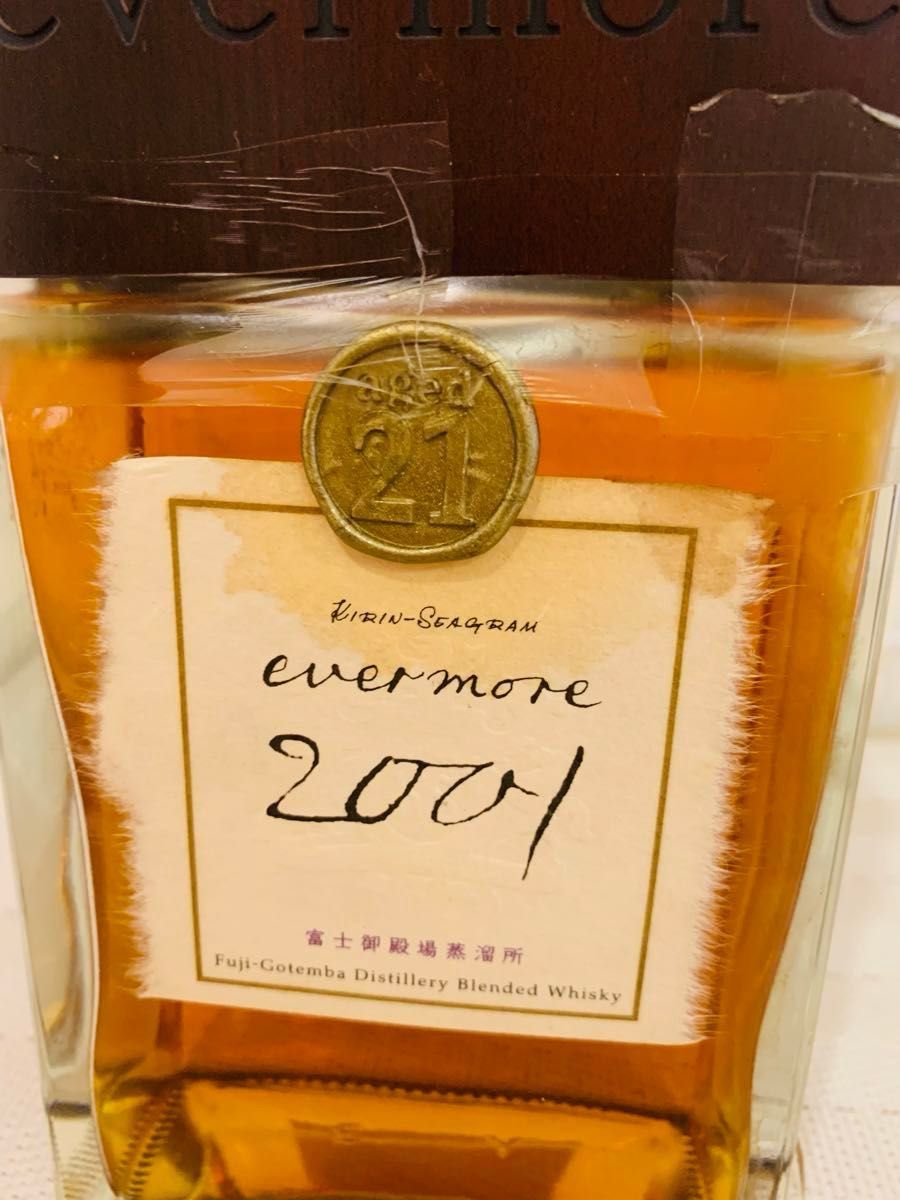 evermore
aged
21
KIRIN-SEAGRAM
evermore
2001
富士御殿場蒸溜所
Fuji-Gotemba Distillery Blended Whisky